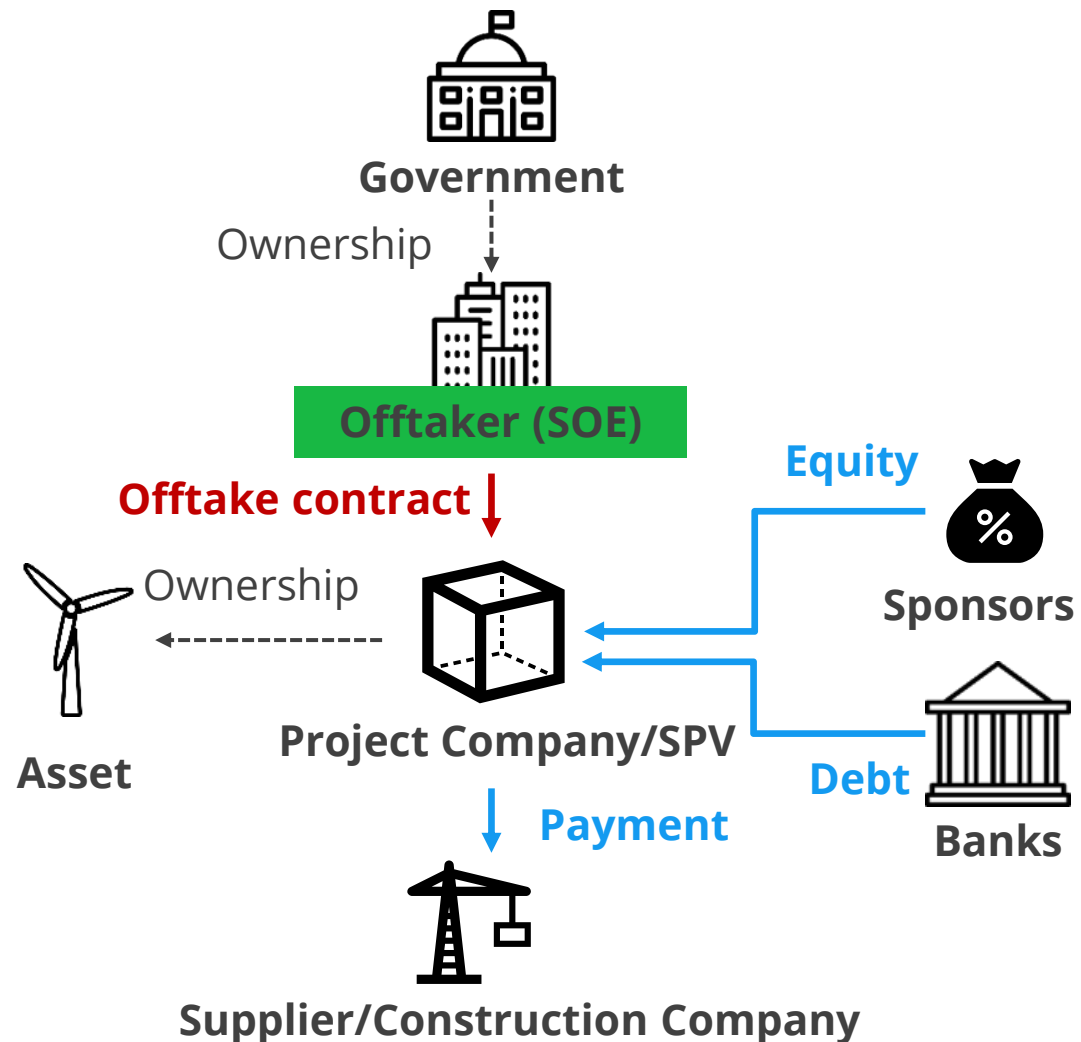 Government
Ownership
Offtaker (SOE)
Equity
Offtake contract
%
Ownership
Sponsors
Project Company/SPV
Asset
Debt
Payment
Banks
Supplier/Construction Company